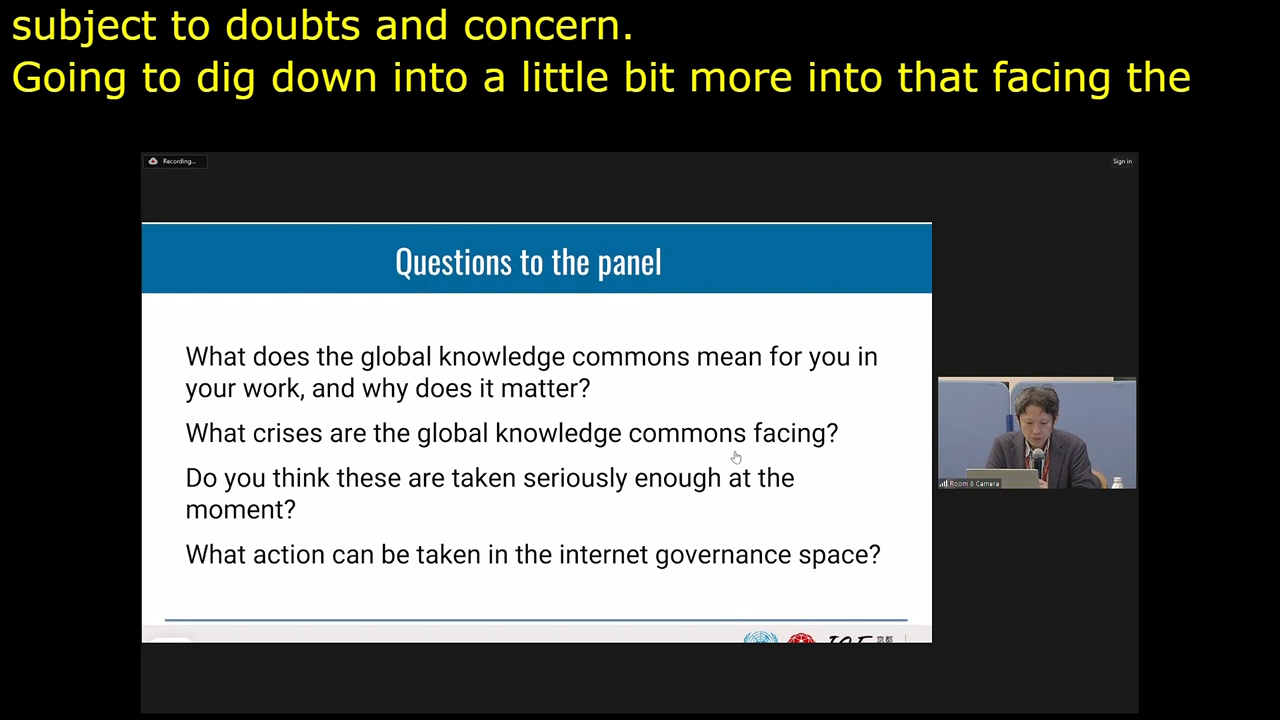 subject to doubts and concern.
Going to dig down into a little bit more into that facing the
Recording...
Sign in
Questions to the panel
What does the global knowledge commons mean for you in
your work, and why does it matter?
What crises are the global knowledge commons facing?
Do you think these are taken seriously enough at the
moment?
What action can be taken in the internet governance space?
Room 8 Camera
IGF 京都